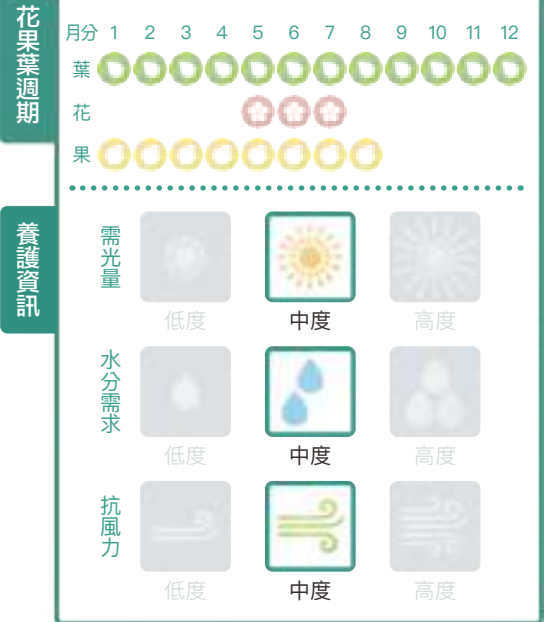 花果葉週期
月分 1 2 3 4 5 6 7 8 9 10 11 12
葉
花
果
養護資訊
需光量
低度 中度 高度
水分需求
低度 中度 高度
抗風力
低度 中度 高度